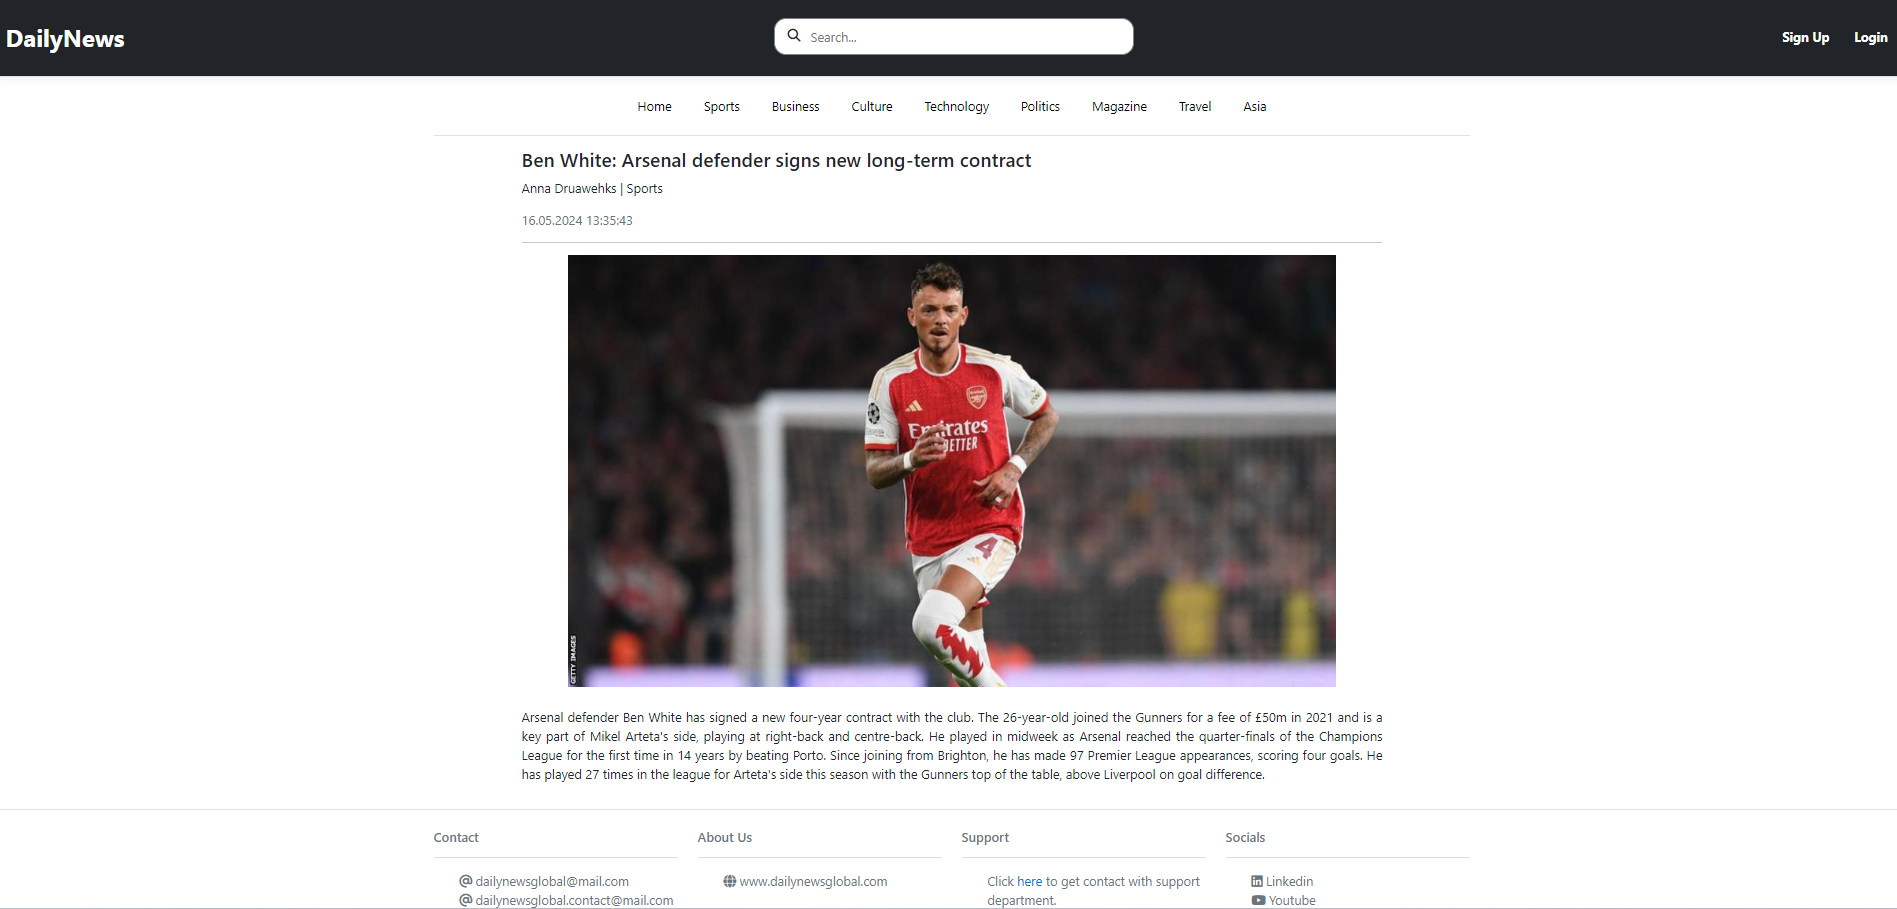 DailyNews
Search...
Sign Up
Login
Home
Sports
Business
Culture
Technology
Politics
Magazine
Travel
Asia
Ben White: Arsenal defender signs new long-term contract
Anna Druawehks | Sports
16.05.2024 13:35:43
Arsenal
Emirates
BETTER
4
GETTY IMAGES
Arsenal defender Ben White has signed a new four-year contract with the club. The 26-year-old joined the Gunners for a fee of £50m in 2021 and is a
key part of Mikel Arteta's side, playing at right-back and centre-back. He played in midweek as Arsenal reached the quarter-finals of the Champions
League for the first time in 14 years by beating Porto. Since joining from Brighton, he has made 97 Premier League appearances, scoring four goals. He
has played 27 times in the league for Arteta's side this season with the Gunners top of the table, above Liverpool on goal difference.
Contact
@ dailynewsglobal@mail.com
@ dailynewsglobal.contact@mail.com
About Us
www.dailynewsglobal.com
Support
Click here to get contact with support
department.
Socials
Linkedin
Youtube